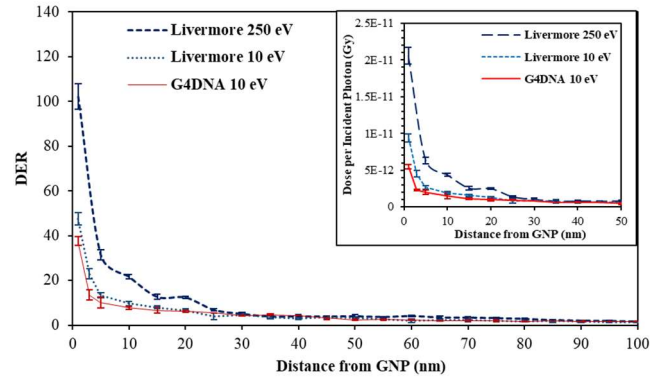 140
120
100
80
60
40
20
0
DER
Livermore 250 eV
Livermore 10 eV
G4DNA 10 eV
0 10 20 30 40 50 60 70 80 90 100
Distance from GNP (nm)
2.5E-11
2E-11
1.5E-11
1E-11
5E-12
0
Dose per Incident Photon (Gy)
Livermore 250 eV
Livermore 10 eV
G4DNA 10 eV
0 10 20 30 40 50
Distance from GNP (nm)